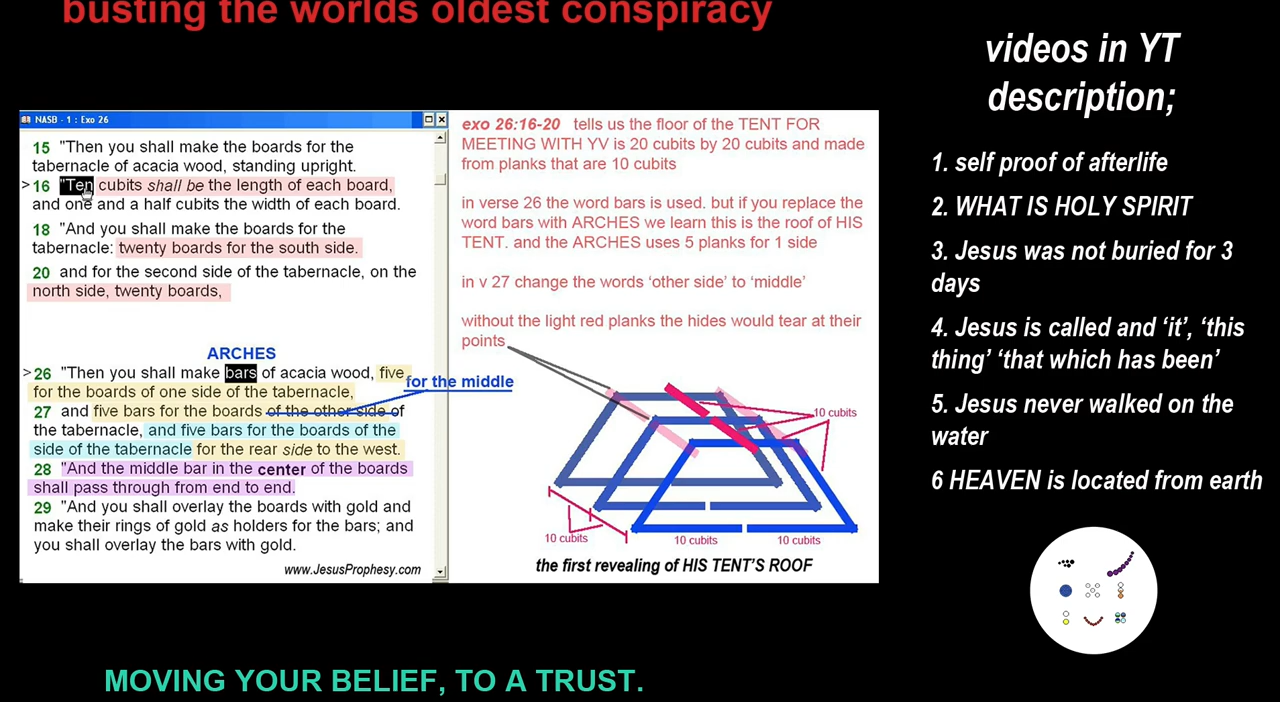 busting the worlds oldest conspiracy
NASB - 1 : Exo 26
15 "Then you shall make the boards for the
tabernacle of acacia wood, standing upright.
>16 "Ten cubits shall be the length of each board,
and one and a half cubits the width of each board.
18 "And you shall make the boards for the
tabernacle: twenty boards for the south side.
20 and for the second side of the tabernacle, on the
north side, twenty boards,
ARCHES
>26 "Then you shall make bars of acacia wood, five
for the boards of one side of the tabernacle,
for the middle
27 and five bars for the boards of the other side of
the tabernacle, and five bars for the boards of the
side of the tabernacle for the rear side to the west.
28 "And the middle bar in the center of the boards
shall pass through from end to end.
29 "And you shall overlay the boards with gold and
make their rings of gold as holders for the bars; and
you shall overlay the bars with gold.
www.JesusProphesy.com
exo 26:16-20 tells us the floor of the TENT FOR
MEETING WITH YV is 20 cubits by 20 cubits and made
from planks that are 10 cubits
in verse 26 the word bars is used. but if you replace the
word bars with ARCHES we learn this is the roof of HIS
TENT. and the ARCHES uses 5 planks for 1 side
in v 27 change the words ‘other side’ to ‘middle’
without the light red planks the hides would tear at their
points
10 cubits
10 cubits
10 cubits
10 cubits
the first revealing of HIS TENT’S ROOF
videos in YT
description;
1. self proof of afterlife
2. WHAT IS HOLY SPIRIT
3. Jesus was not buried for 3
days
4. Jesus is called and ‘it’, ‘this
thing’ ‘that which has been’
5. Jesus never walked on the
water
6 HEAVEN is located from earth
MOVING YOUR BELIEF, TO A TRUST.